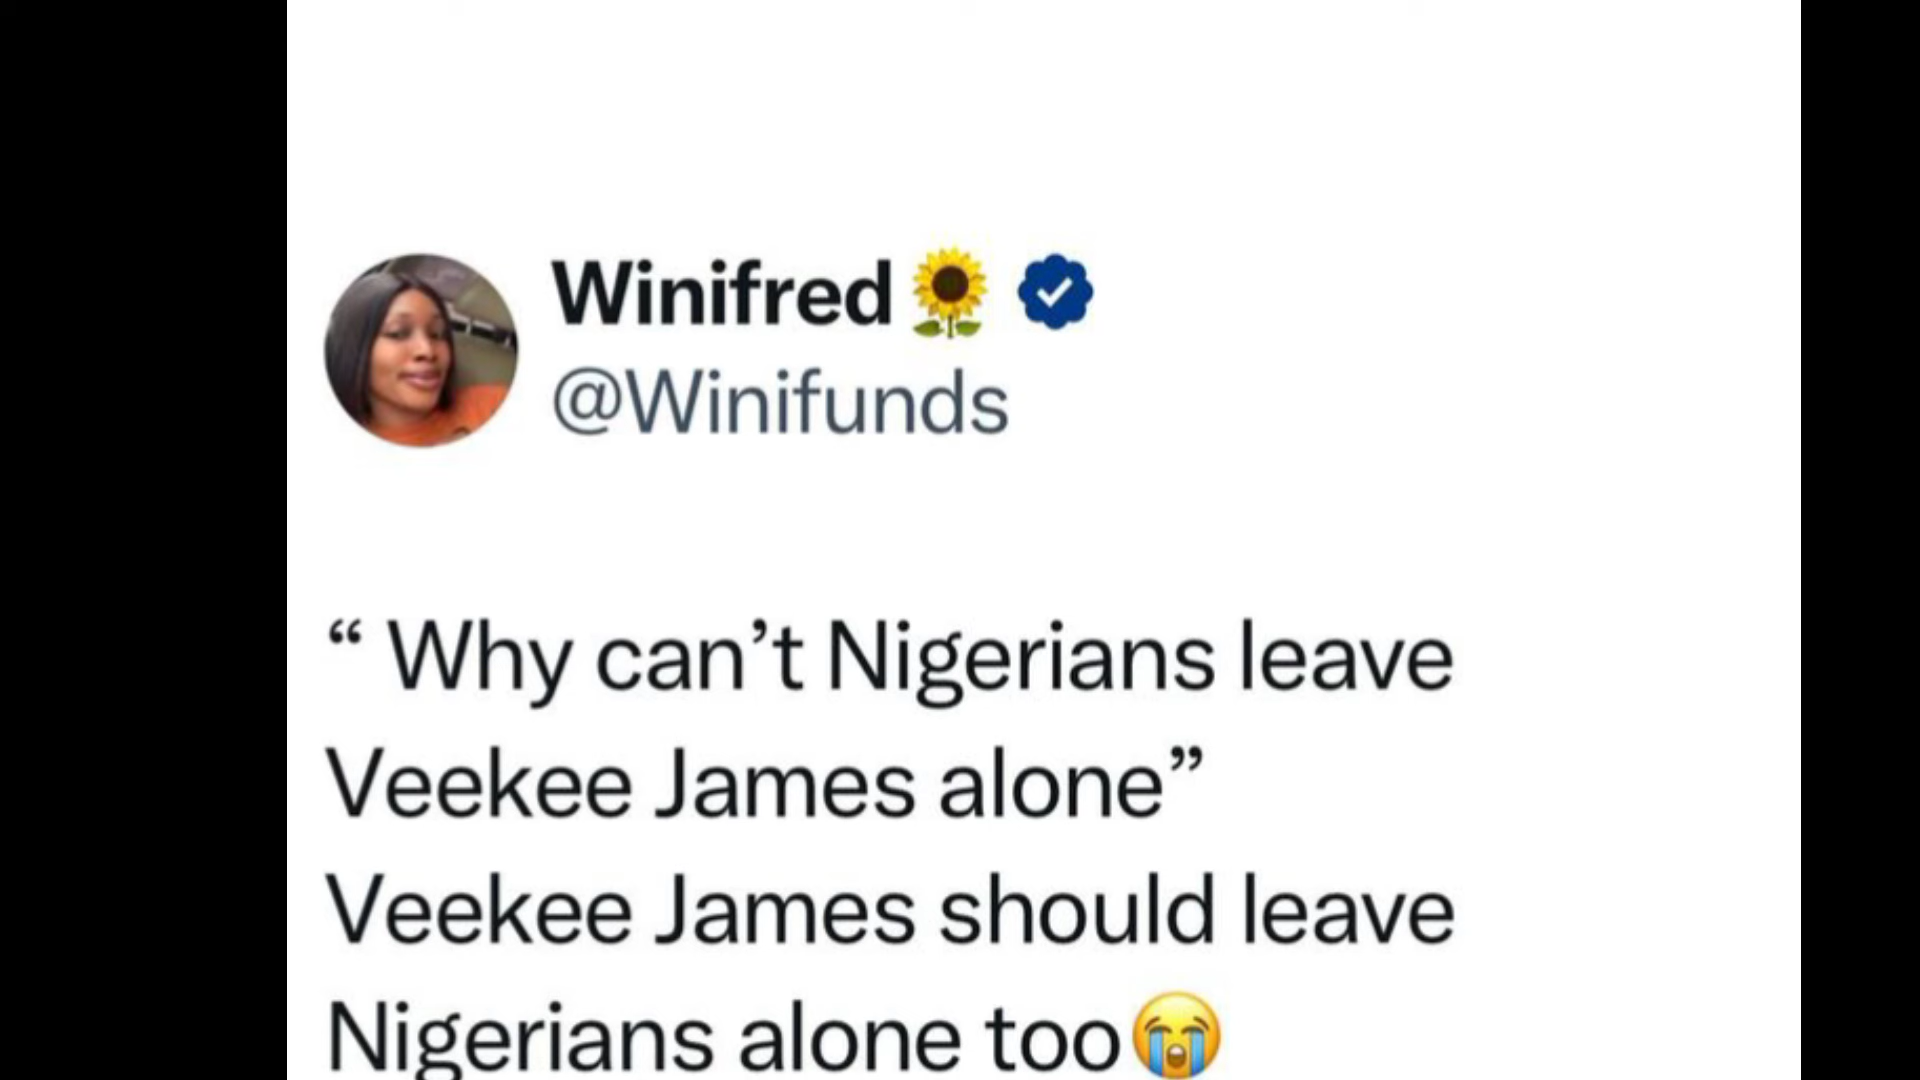 Winifred🌻
@Winifunds
“ Why can’t Nigerians leave
Veekee James alone”
Veekee James should leave
Nigerians alone too😭